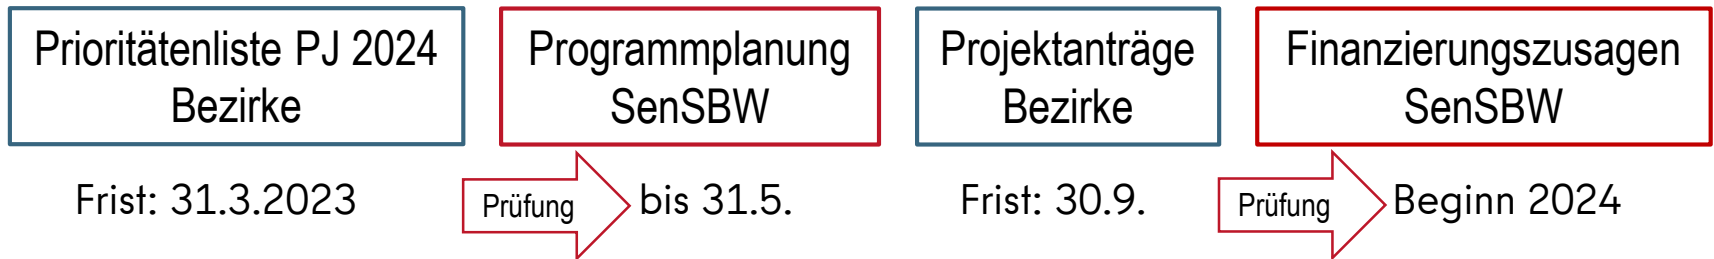 Prioritätenliste PJ 2024
Bezirke
Programmplanung
SenSBW
Projektanträge
Bezirke
Finanzierungszusagen
SenSBW
Frist: 31.3.2023
Prüfung
bis 31.5.
Frist: 30.9.
Prüfung
Beginn 2024